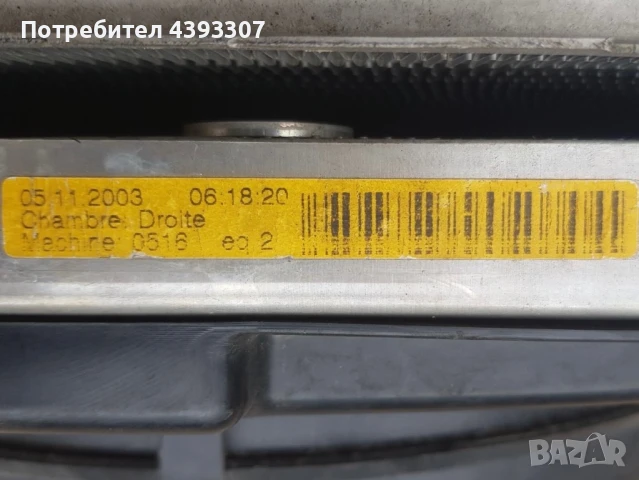 Потребител 4393307
05.11.2003 06.18.20
Chambre: Droite
Machine: 0516 eq 2
BAZAR